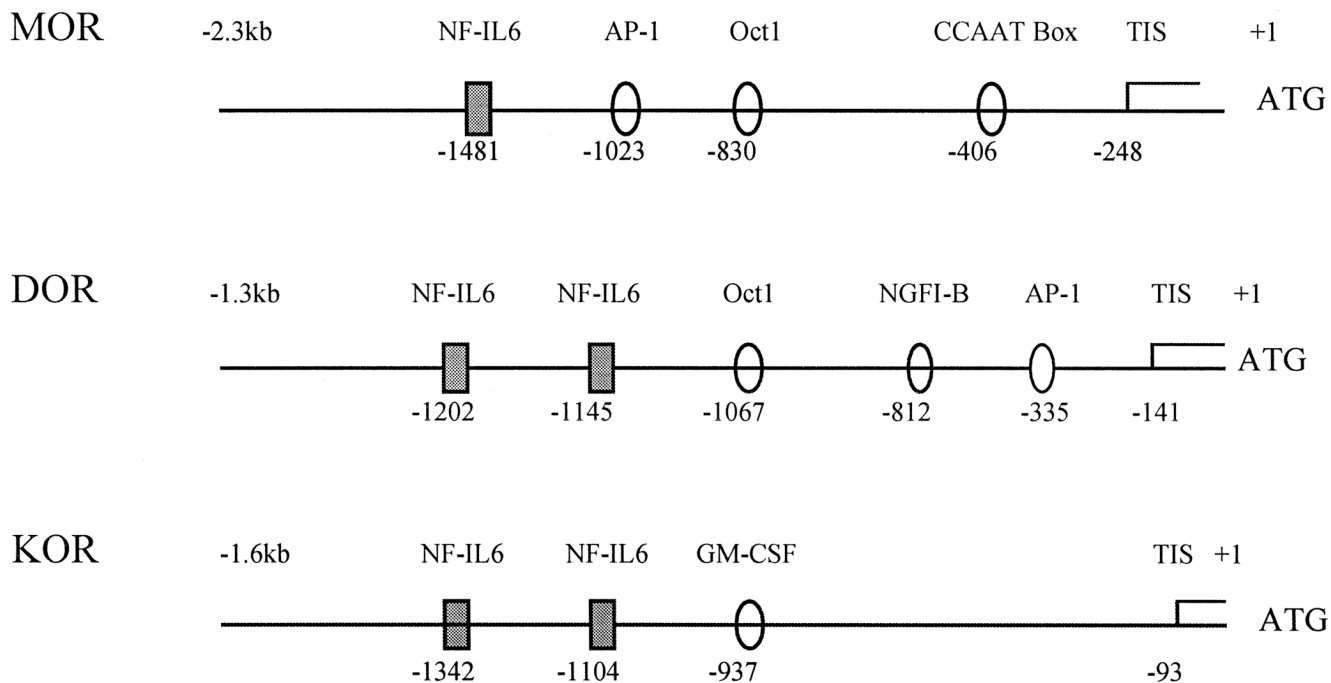 MOR -2.3kb NF-IL6 AP-1 Oct1 CCAAT Box TIS +1
ATG
-1481 -1023 -830 -406 -248
DOR -1.3kb NF-IL6 NF-IL6 Oct1 NGFI-B AP-1 TIS +1
ATG
-1202 -1145 -1067 -812 -335 -141
KOR -1.6kb NF-IL6 NF-IL6 GM-CSF TIS +1
ATG
-1342 -1104 -937 -93